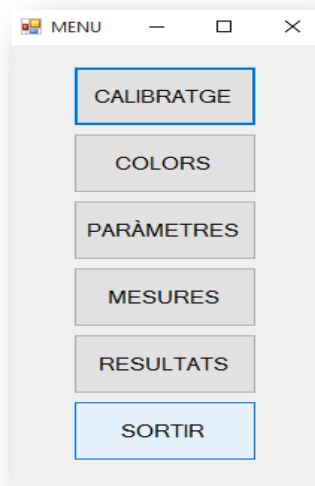 MENU
CALIBRATGE
COLORS
PARÀMETRES
MESURES
RESULTATS
SORTIR